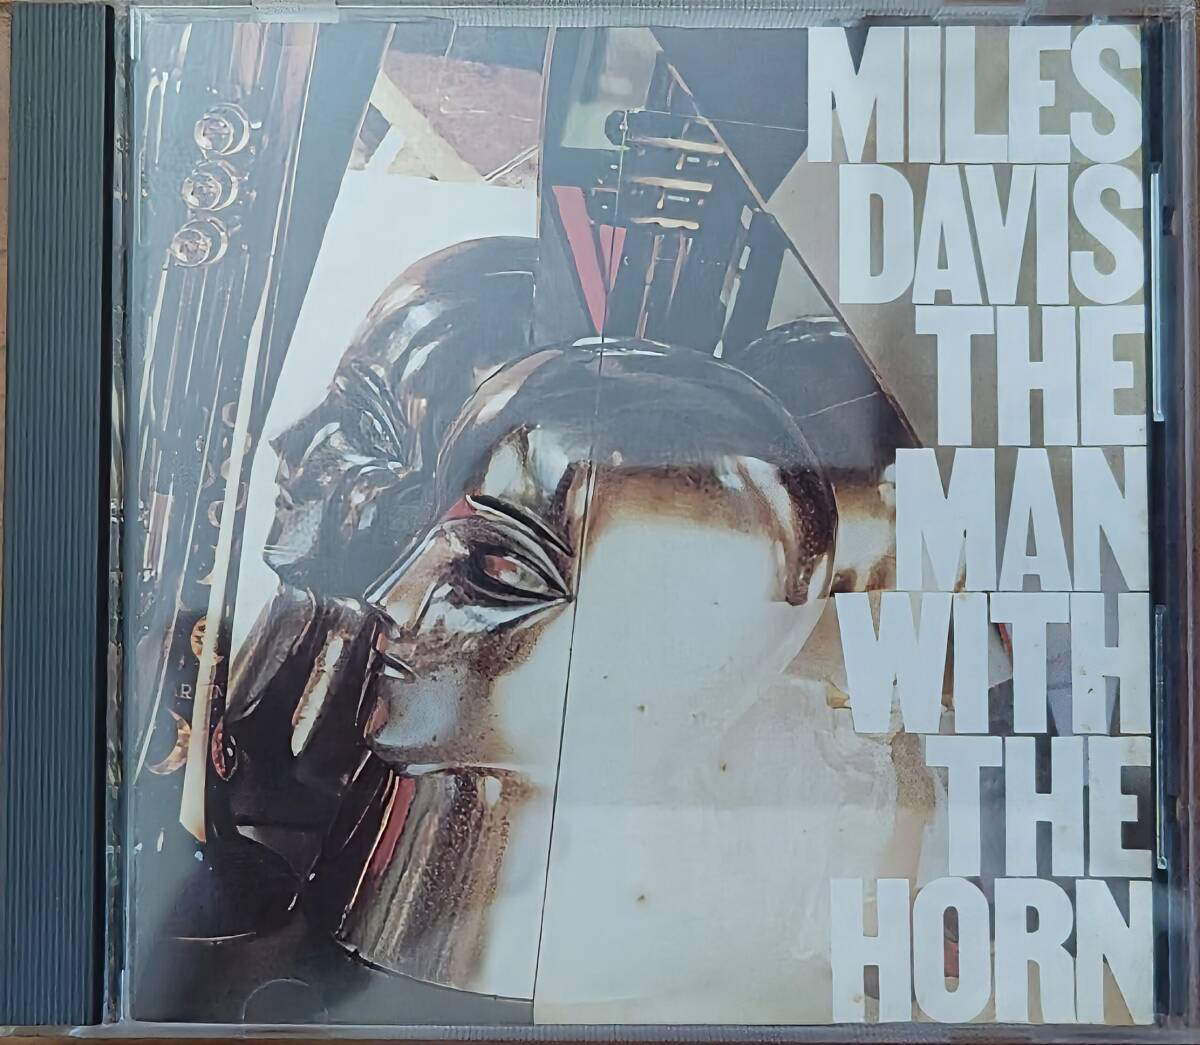 MILES
DAVIS
THE
MAN
WITH
THE
HORN